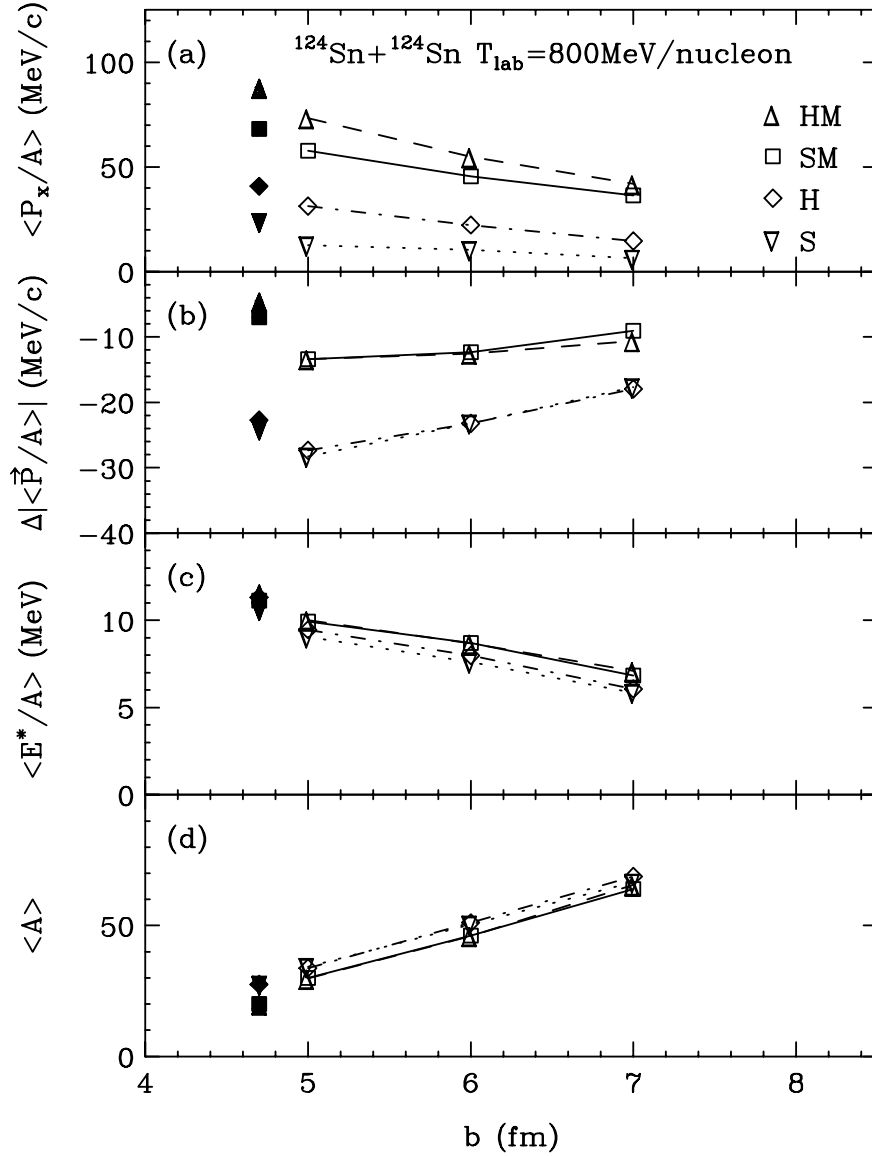 (a) ¹²⁴Sn+¹²⁴Sn T_lab=800MeV/nucleon
<P_x/A> (MeV/c)
100
50
0
HM
SM
H
S
(b)
Δ|<P⃗/A>| (MeV/c)
−10
−20
−30
−40
(c)
<E*/A> (MeV)
10
5
0
(d)
<A>
50
0
4 5 6 7 8
b (fm)